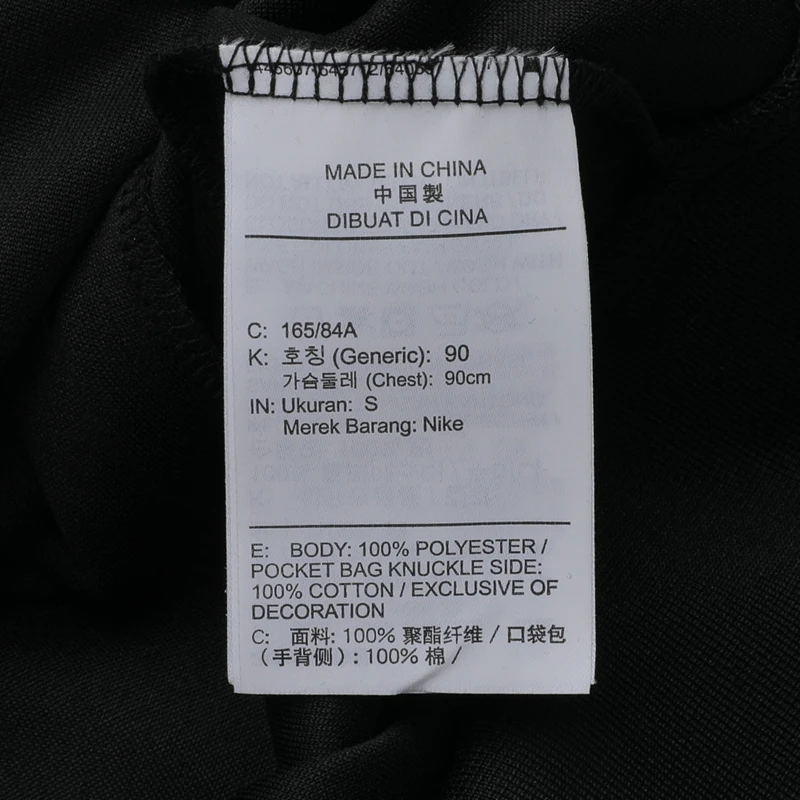 MADE IN CHINA
中国製
DIBUAT DI CINA
C: 165/84A
K: 호칭 (Generic): 90
가슴둘레 (Chest): 90cm
IN: Ukuran: S
Merek Barang: Nike
E: BODY: 100% POLYESTER /
POCKET BAG KNUCKLE SIDE:
100% COTTON / EXCLUSIVE OF
DECORATION
C: 面料: 100% 聚酯纤维 / 口袋包
（手背侧）: 100% 棉 /